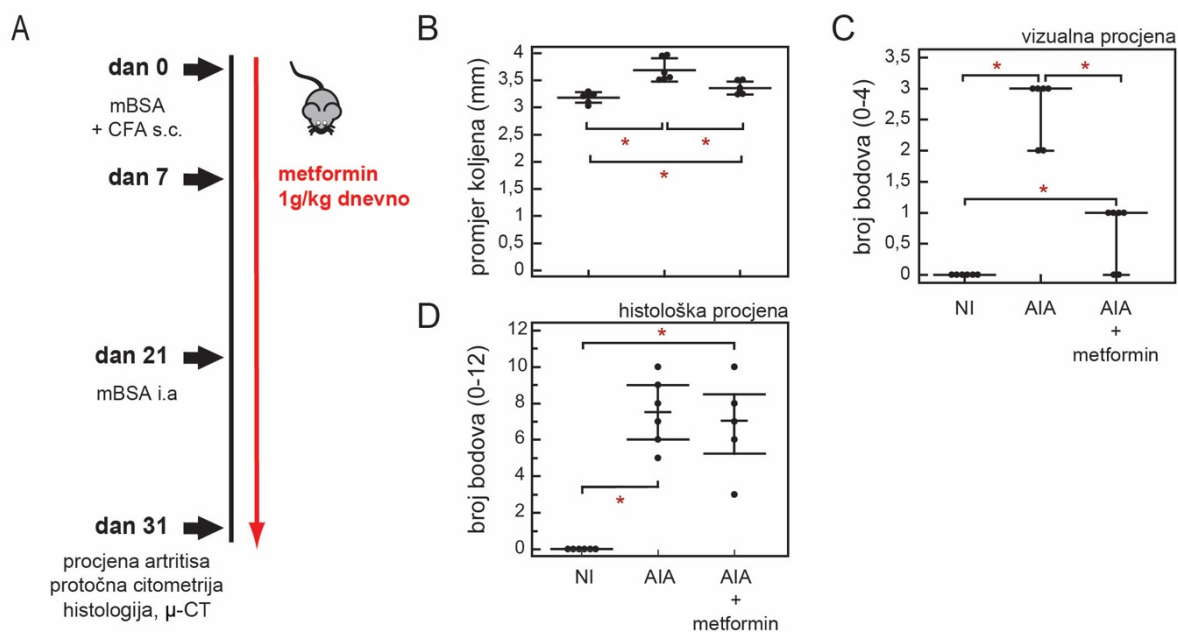 A
dan 0
mBSA
+ CFA s.c.
dan 7
metformin
1g/kg dnevno
dan 21
mBSA i.a
dan 31
procjena artritisa
protočna citometrija
histologija, µ-CT
B
promjer koljena (mm)
4
3,5
3
2,5
2
1,5
1
0,5
0
*
*
*
C
vizualna procjena
broj bodova (0-4)
4
3,5
3
2,5
2
1,5
1
0,5
0
*
*
*
NI
AIA
AIA
+
metformin
D
histološka procjena
broj bodova (0-12)
12
10
8
6
4
2
0
*
*
NI
AIA
AIA
+
metformin